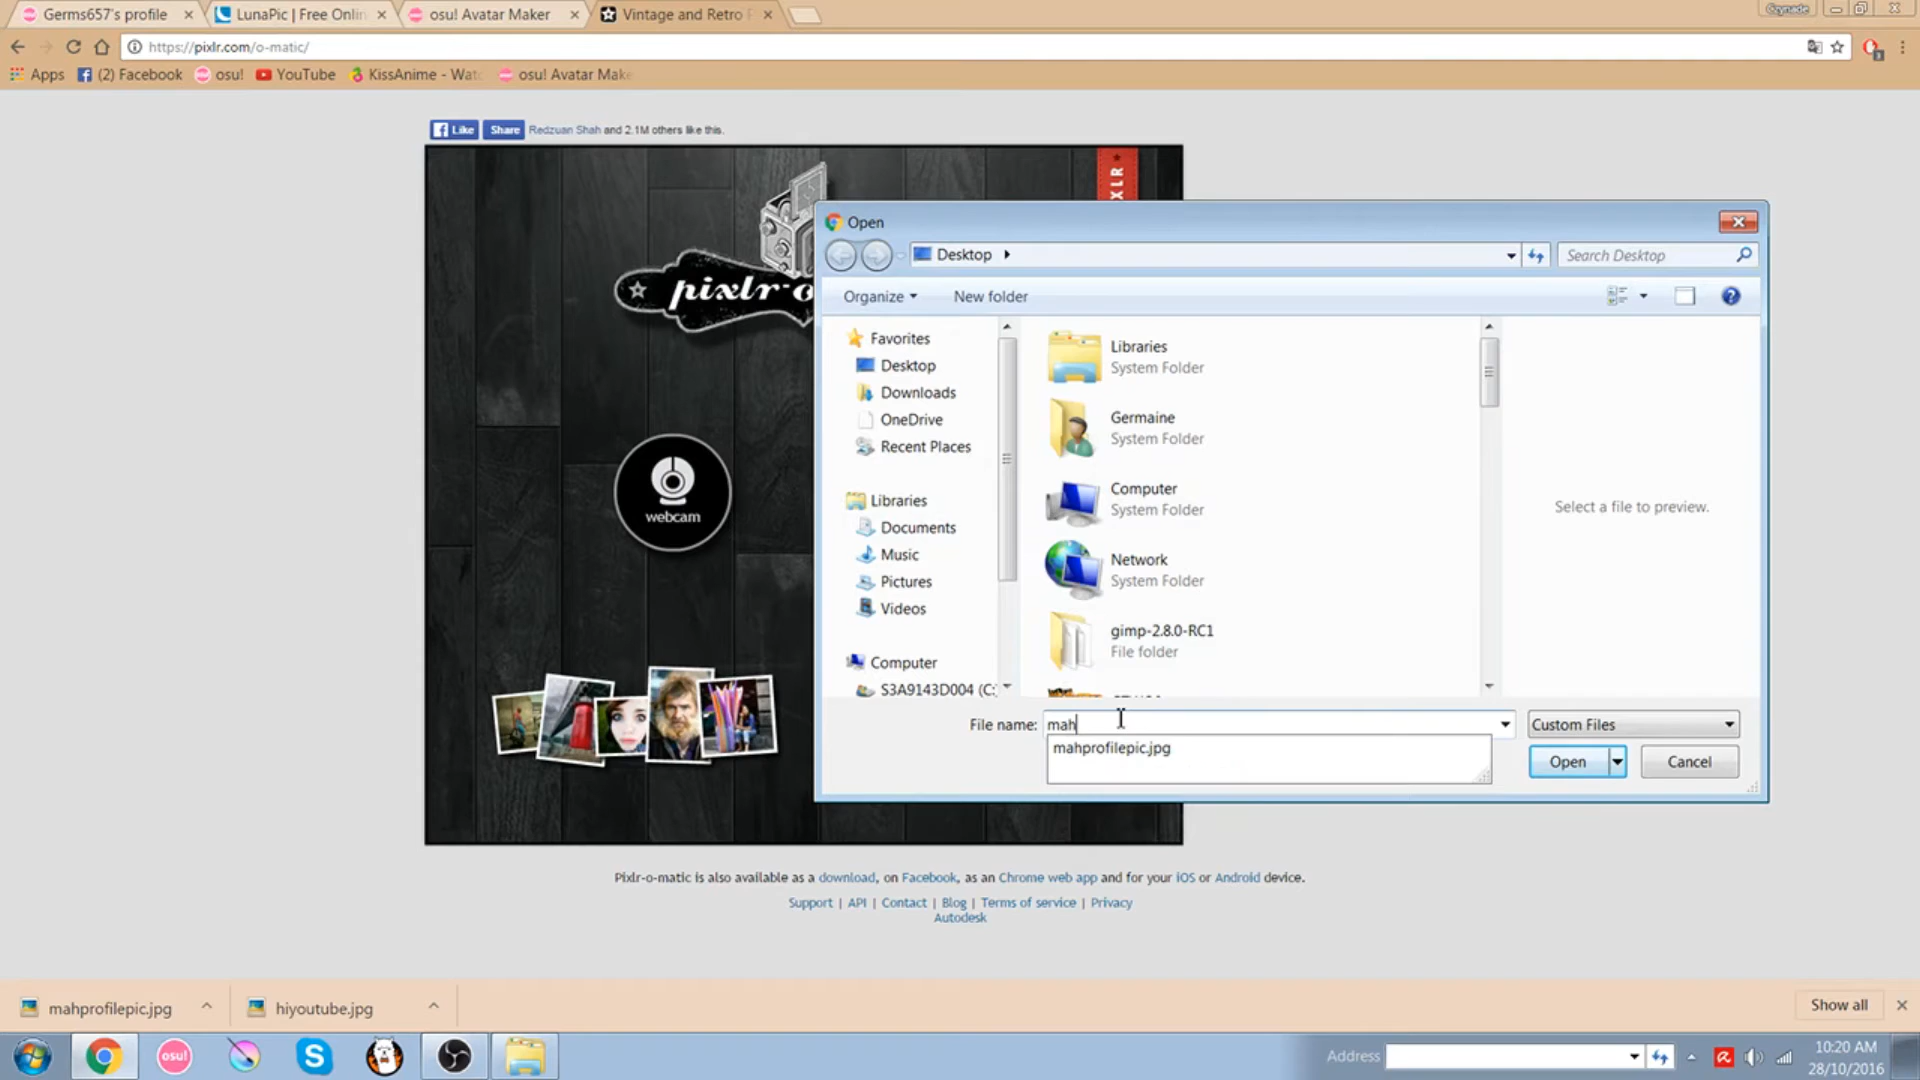 Germs657's profile
LunaPic | Free Onlin
osu! Avatar Maker
Vintage and Retro
Czynade
https://pixlr.com/o-matic/
Apps
(2) Facebook
osu!
YouTube
KissAnime - Wat
osu! Avatar Make
Like
Share
Redzuan Shah and 2.1M others like this.
XLR
pixlr-o
webcam
Open
Desktop
Search Desktop
Organize
New folder
Favorites
Desktop
Downloads
OneDrive
Recent Places
Libraries
Documents
Music
Pictures
Videos
Computer
S3A9143D004 (C:
Libraries
System Folder
Germaine
System Folder
Computer
System Folder
Network
System Folder
gimp-2.8.0-RC1
File folder
Select a file to preview.
File name:
mah
Custom Files
mahprofilepic.jpg
Open
Cancel
Pixlr-o-matic is also available as a download, on Facebook, as an Chrome web app and for your iOS or Android device.
Support | API | Contact | Blog | Terms of service | Privacy
Autodesk
mahprofilepic.jpg
hiyoutube.jpg
Show all
osu!
Address
10:20 AM
28/10/2016